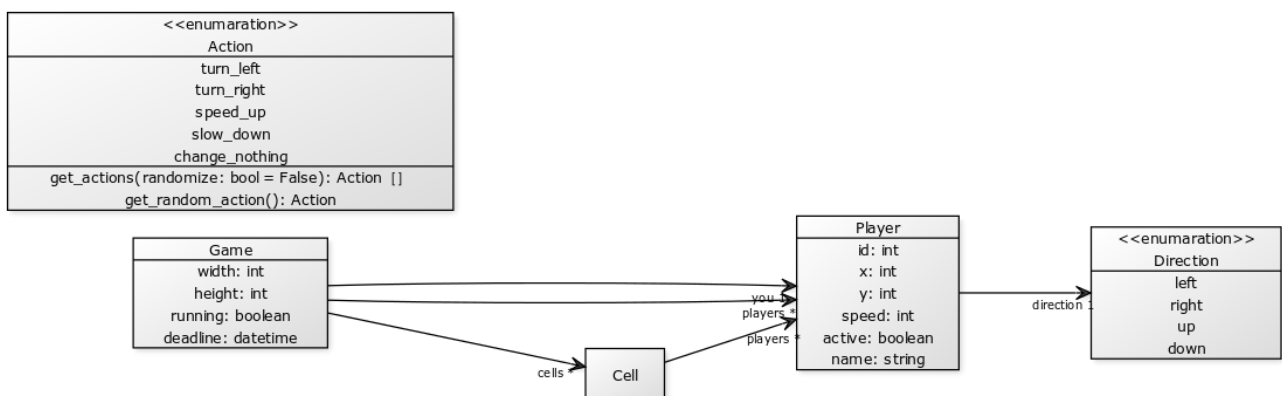 <<enumaration>>
Action
turn_left
turn_right
speed_up
slow_down
change_nothing
get_actions(randomize: bool = False): Action []
get_random_action(): Action
Game
width: int
height: int
running: boolean
deadline: datetime
cells *
Cell
you 1
players *
players *
Player
id: int
x: int
y: int
speed: int
active: boolean
name: string
direction 1
<<enumaration>>
Direction
left
right
up
down